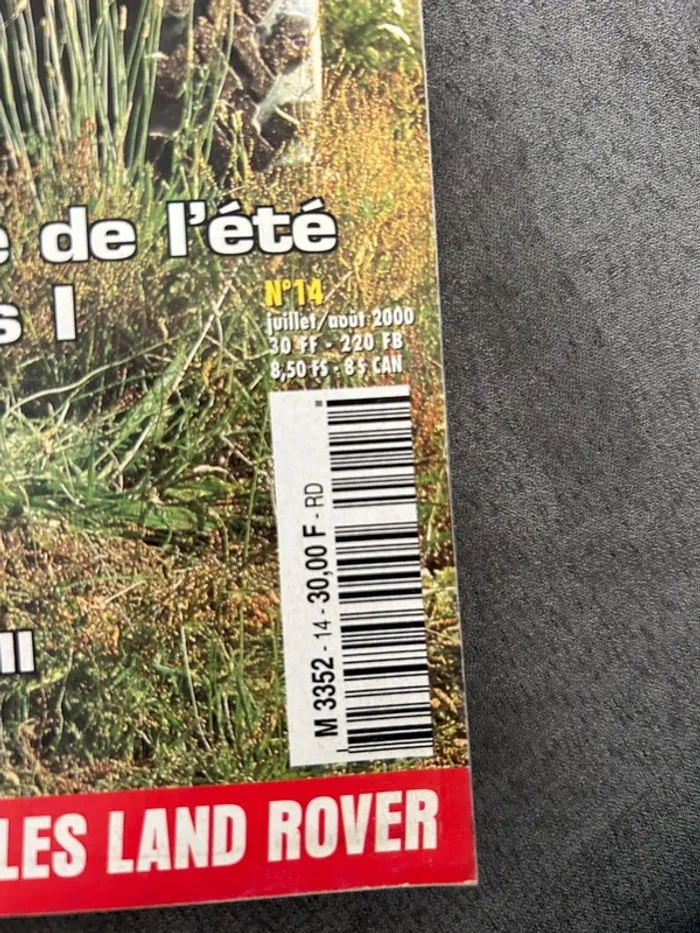 e de l'été
s I
N°14
juillet/août 2000
30 FF - 220 FB
8,50 FS - 8$ CAN
M 3352 - 14 - 30,00 F - RD
II
LES LAND ROVER